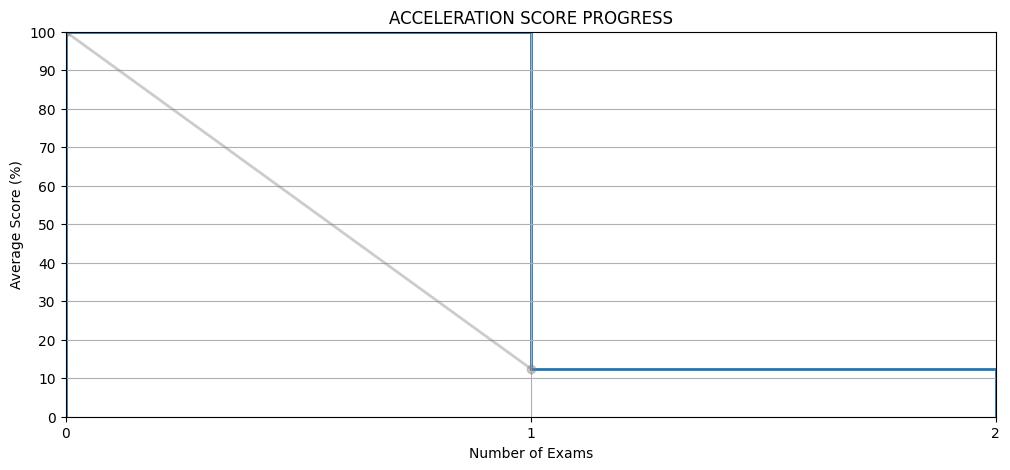 ACCELERATION SCORE PROGRESS
100
90
80
70
60
50
40
30
20
10
0
Average Score (%)
0 1 2
Number of Exams